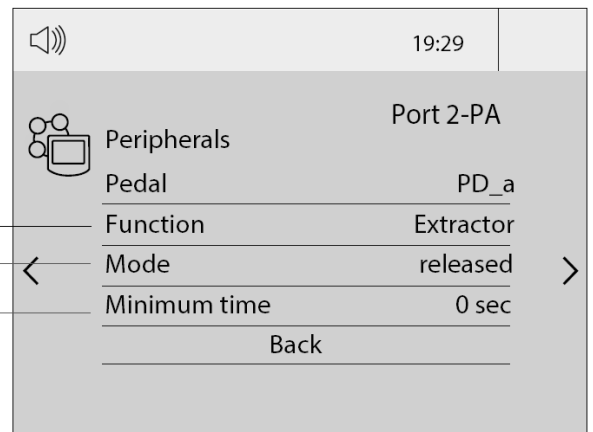 19:29
Port 2-PA
Peripherals
Pedal PD_a
Function Extractor
Mode released
Minimum time 0 sec
Back